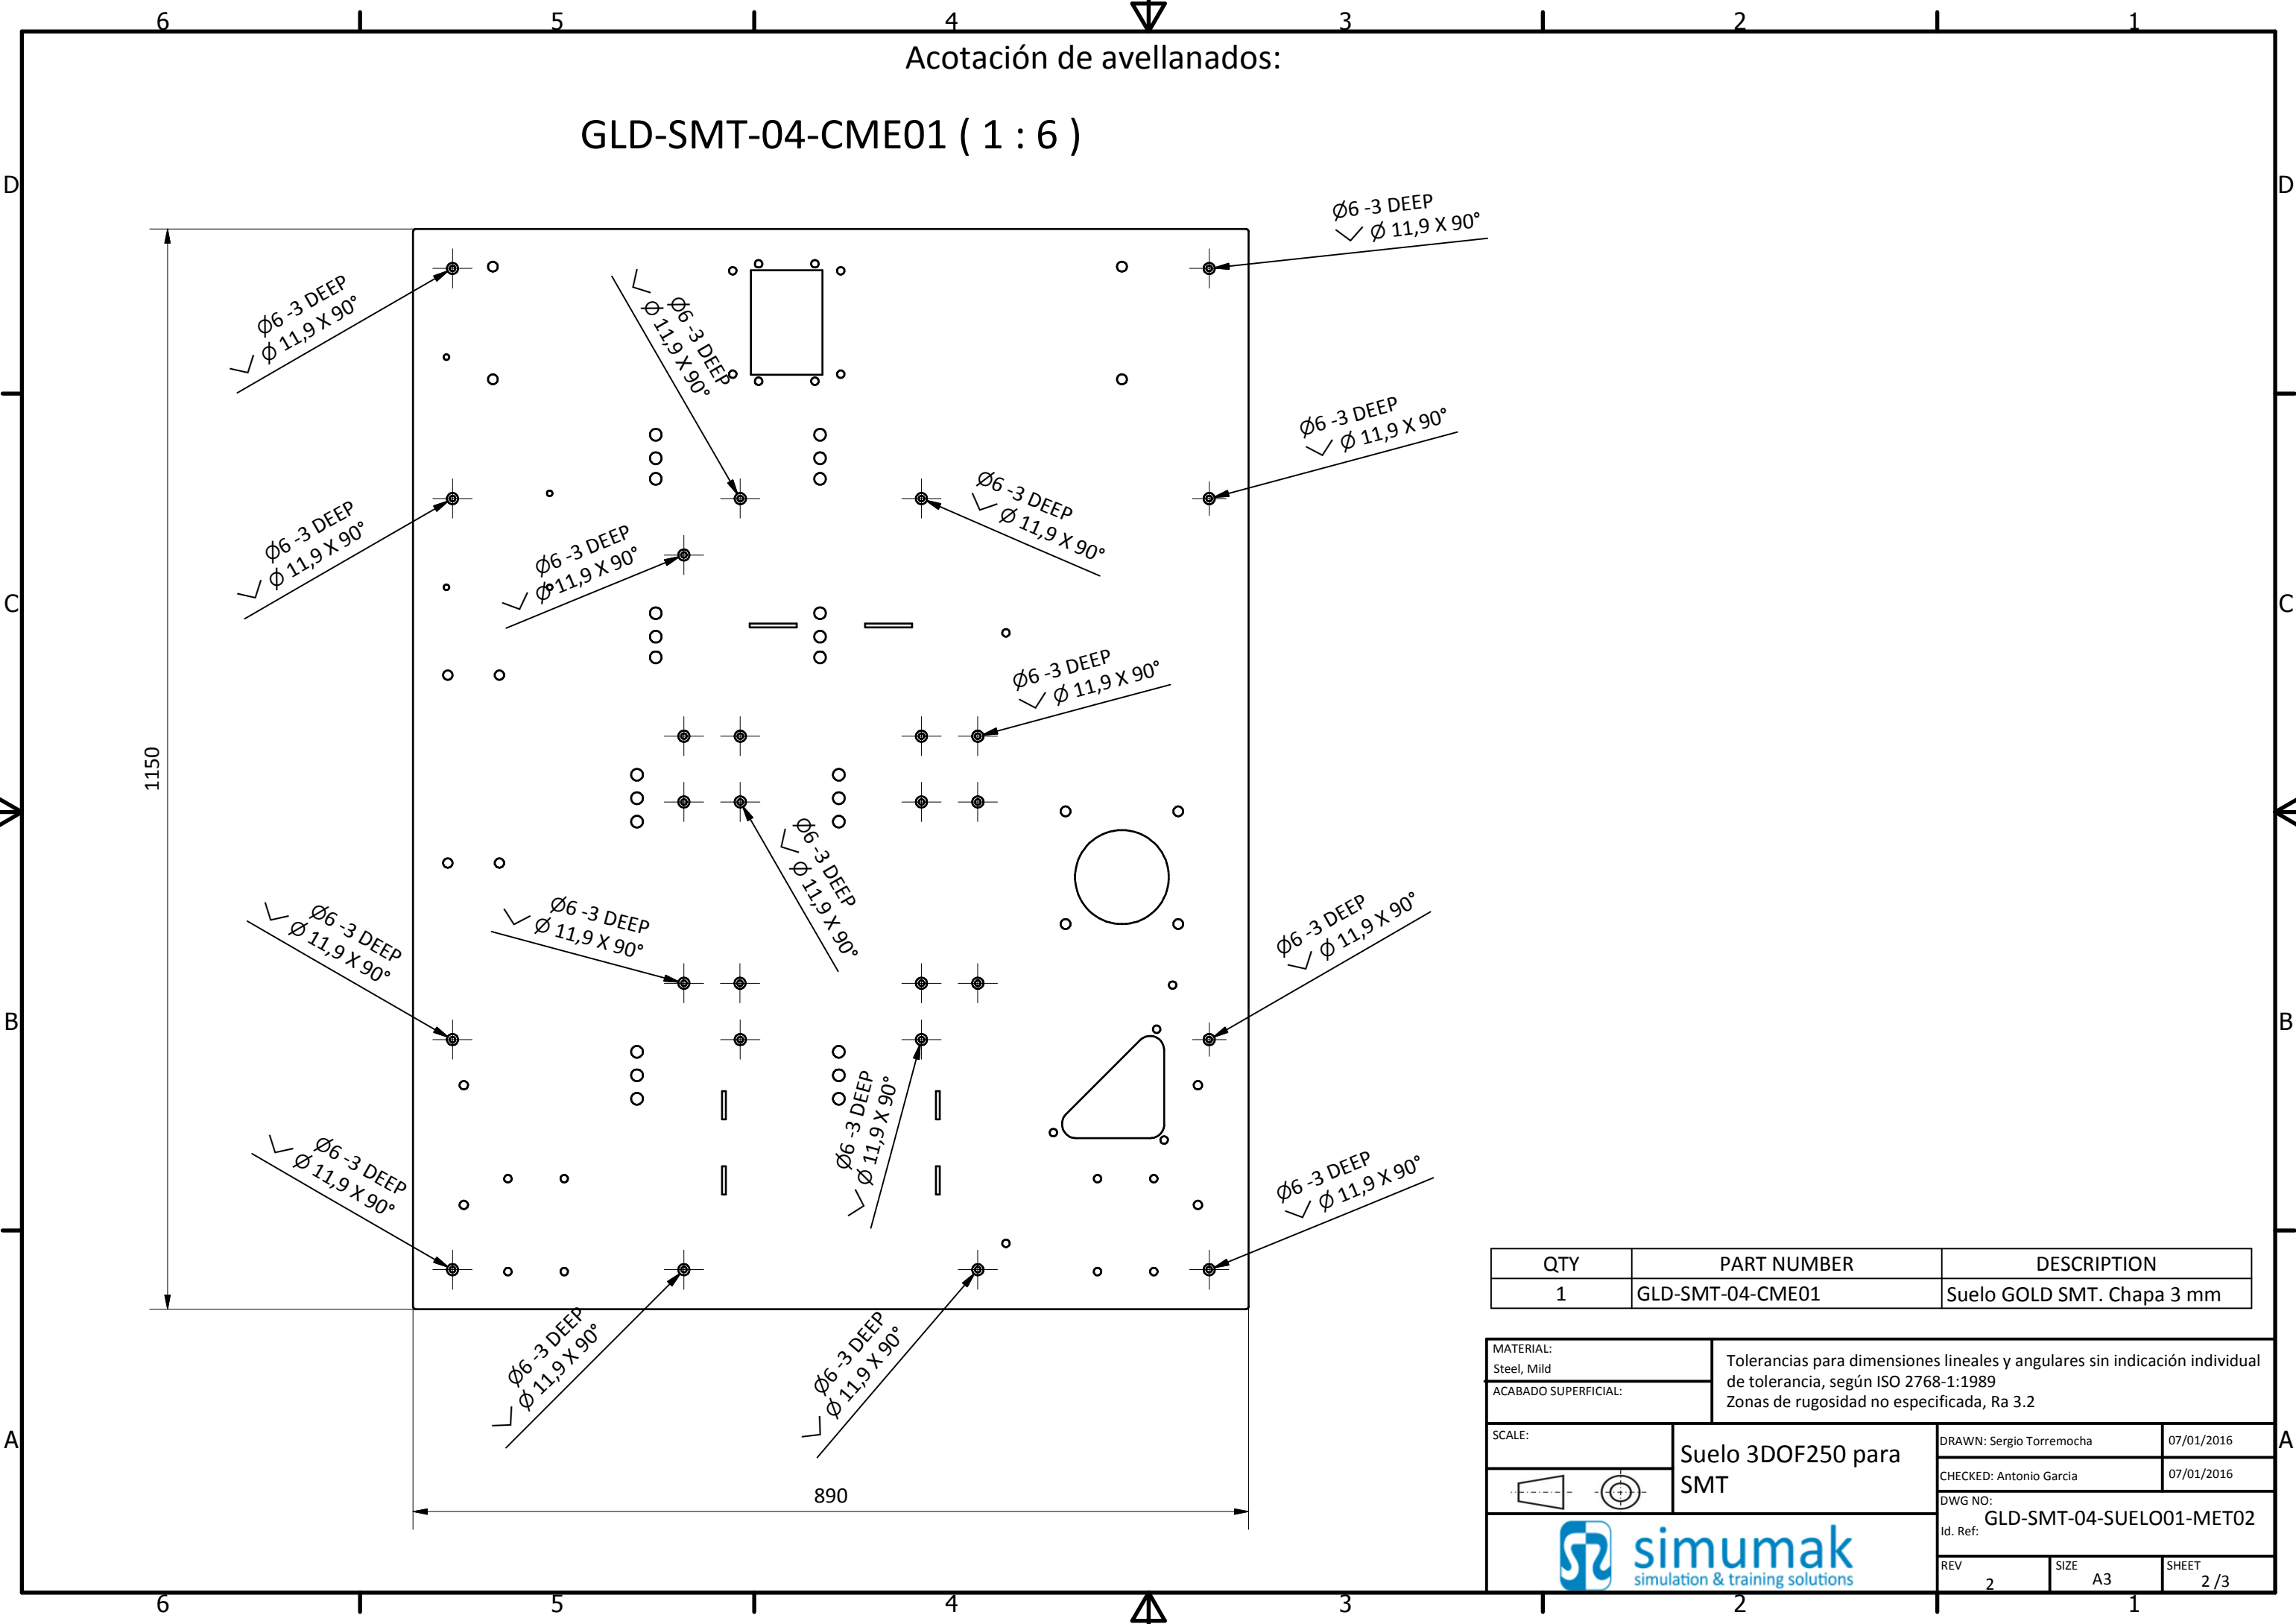 6 5 4 3 2 1
Acotación de avellanados:
GLD-SMT-04-CME01 ( 1 : 6 )
D
D
Ø6 -3 DEEP
Ø 11,9 X 90°
Ø6 -3 DEEP
Ø 11,9 X 90°
Ø6 -3 DEEP
Ø 11,9 X 90°
Ø6 -3 DEEP
Ø 11,9 X 90°
Ø6 -3 DEEP
Ø 11,9 X 90°
Ø6 -3 DEEP
Ø 11,9 X 90°
Ø6 -3 DEEP
Ø 11,9 X 90°
C
C
Ø6 -3 DEEP
Ø 11,9 X 90°
1150
Ø6 -3 DEEP
Ø 11,9 X 90°
Ø6 -3 DEEP
Ø 11,9 X 90°
Ø6 -3 DEEP
Ø 11,9 X 90°
Ø6 -3 DEEP
Ø 11,9 X 90°
B
B
Ø6 -3 DEEP
Ø 11,9 X 90°
Ø6 -3 DEEP
Ø 11,9 X 90°
Ø6 -3 DEEP
Ø 11,9 X 90°
Ø6 -3 DEEP
Ø 11,9 X 90°
Ø6 -3 DEEP
Ø 11,9 X 90°
890
QTY PART NUMBER DESCRIPTION
1 GLD-SMT-04-CME01 Suelo GOLD SMT. Chapa 3 mm
MATERIAL:
Steel, Mild
ACABADO SUPERFICIAL:
Tolerancias para dimensiones lineales y angulares sin indicación individual
de tolerancia, según ISO 2768-1:1989
Zonas de rugosidad no especificada, Ra 3.2
A
A
SCALE:
Suelo 3DOF250 para
SMT
DRAWN: Sergio Torremocha 07/01/2016
CHECKED: Antonio Garcia 07/01/2016
DWG NO:
Id. Ref: GLD-SMT-04-SUELO01-MET02
simumak
simulation & training solutions
REV
2
SIZE
A3
SHEET
2 /3
6 5 4 3 2 1